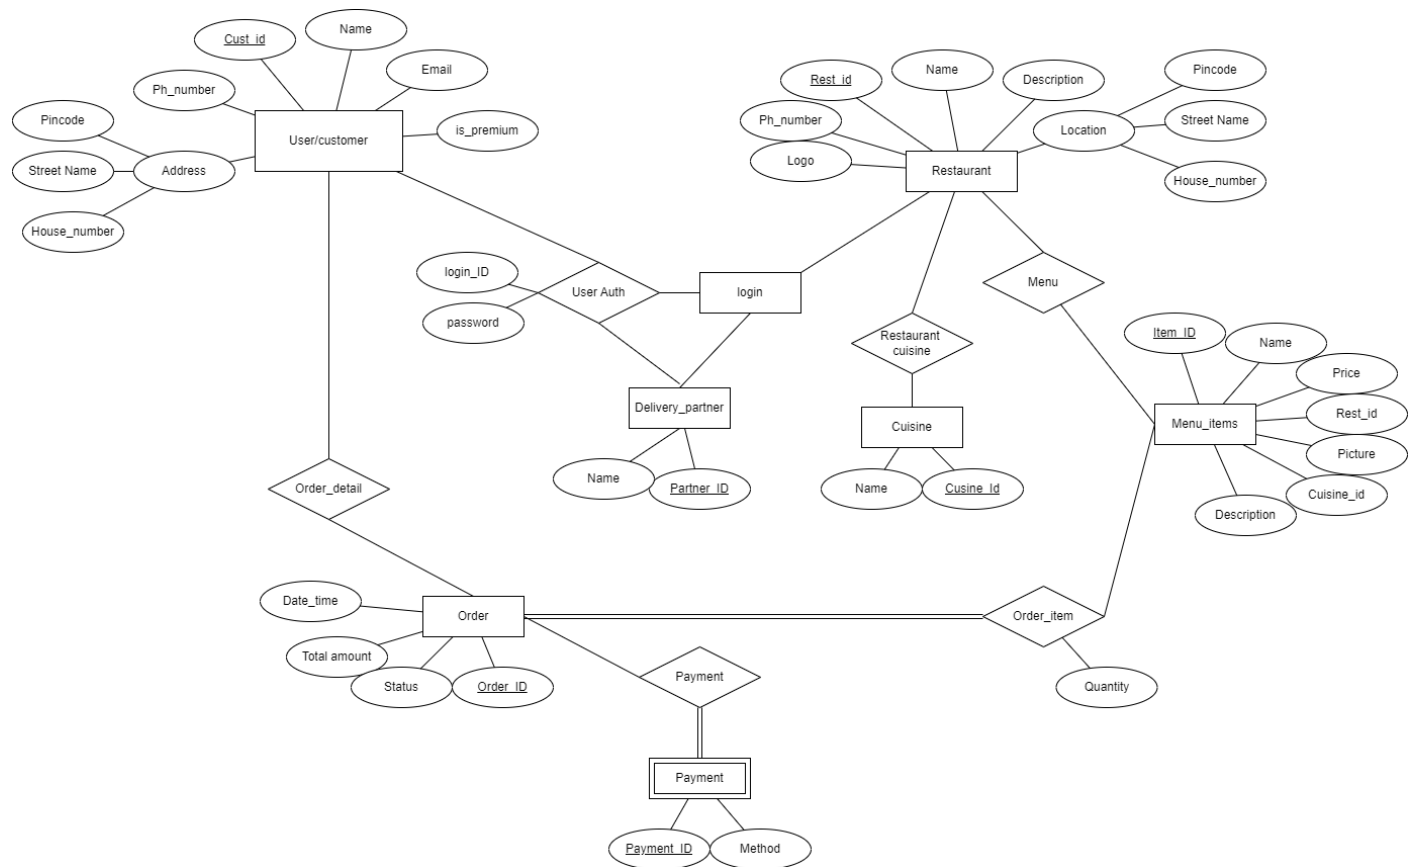 Name
Cust_id
Email
Ph_number
is_premium
User/customer
Pincode
Street Name
Address
House_number
Rest_id
Name
Description
Pincode
Ph_number
Location
Street Name
Logo
Restaurant
House_number
login_ID
User Auth
login
Menu
password
Restaurant
cuisine
Item_ID
Name
Price
Delivery_partner
Rest_id
Cuisine
Menu_items
Picture
Name
Partner_ID
Name
Cusine_Id
Cuisine_id
Description
Order_detail
Date_time
Order
Order_item
Total amount
Status
Order_ID
Payment
Quantity
Payment
Payment_ID
Method